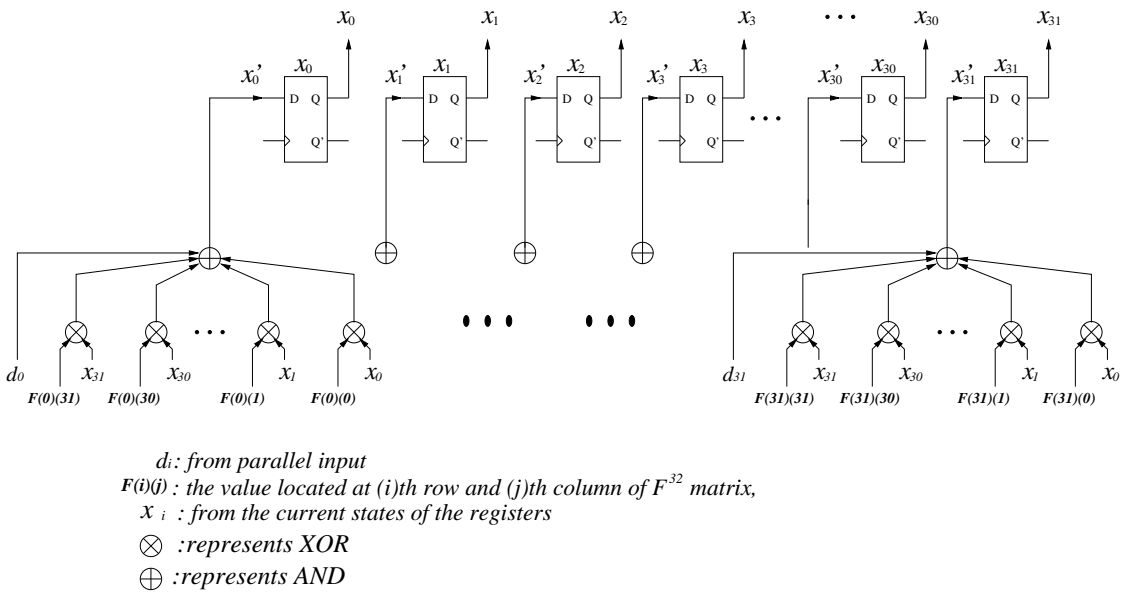 x0 x1 x2 x3 x30 x31
x0' x0 x1' x1 x2' x2 x3' x3 x30' x30 x31' x31
D Q D Q D Q D Q D Q D Q
Q' Q' Q' Q' Q' Q'
d0 x31 x30 x1 x0 d31 x31 x30 x1 x0
F(0)(31) F(0)(30) F(0)(1) F(0)(0) F(31)(31) F(31)(30) F(31)(1) F(31)(0)
di : from parallel input
F(i)(j) : the value located at (i)th row and (j)th column of F^32 matrix,
x i : from the current states of the registers
⊗ :represents XOR
⊕ :represents AND